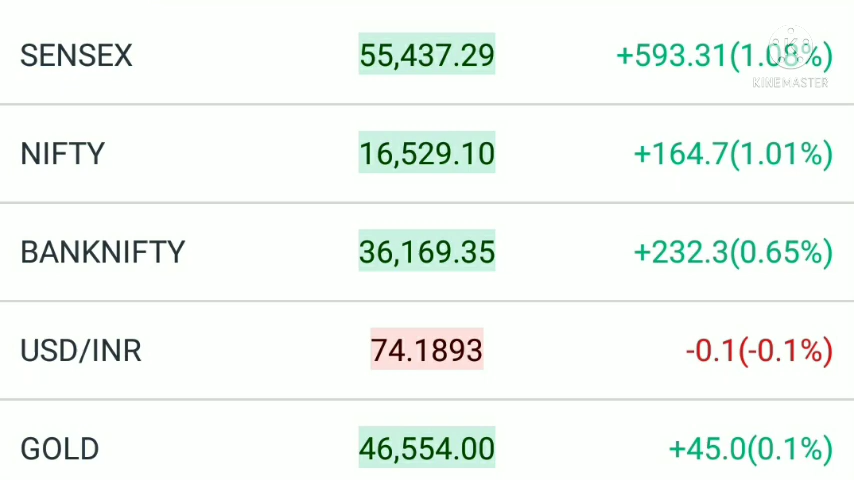 SENSEX 55,437.29 +593.31(1.08%)
KINEMASTER
NIFTY 16,529.10 +164.7(1.01%)
BANKNIFTY 36,169.35 +232.3(0.65%)
USD/INR 74.1893 -0.1(-0.1%)
GOLD 46,554.00 +45.0(0.1%)